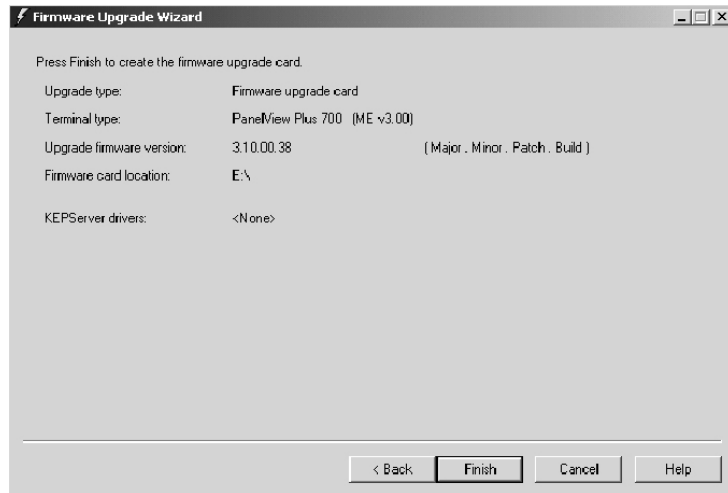 Firmware Upgrade Wizard
Press Finish to create the firmware upgrade card.
Upgrade type: Firmware upgrade card
Terminal type: PanelView Plus 700 (ME v3.00)
Upgrade firmware version: 3.10.00.38 ( Major . Minor . Patch . Build )
Firmware card location: E:\
KEPServer drivers: <None>
< Back Finish Cancel Help